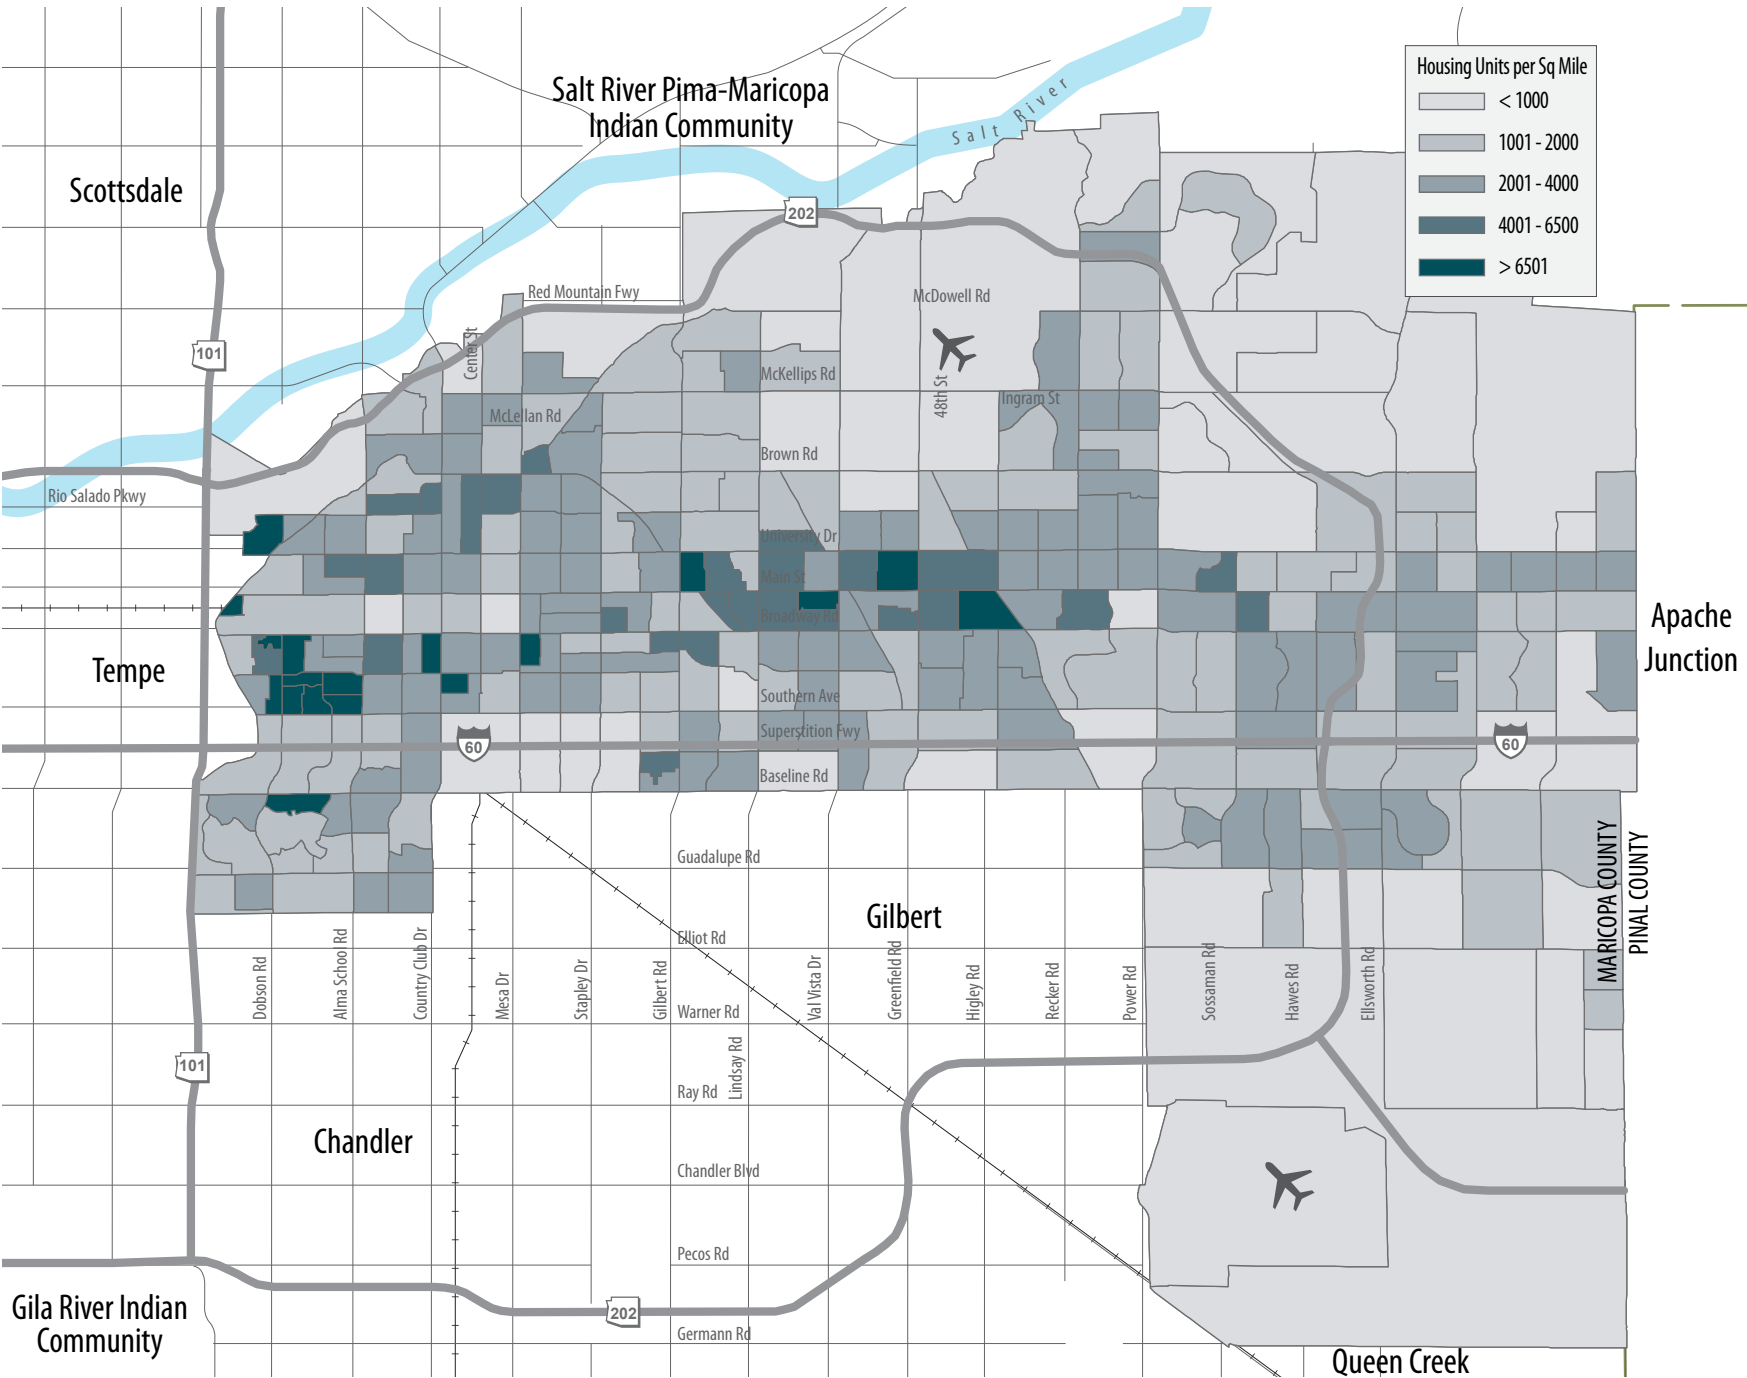 Housing Units per Sq Mile
< 1000
1001 - 2000
2001 - 4000
4001 - 6500
> 6501
Salt River Pima-Maricopa
Indian Community
Salt River
Scottsdale
202
Red Mountain Fwy
McDowell Rd
101
Center St
McKellips Rd
48th St
Ingram St
McLellan Rd
Brown Rd
Rio Salado Pkwy
University Dr
Main St
Broadway Rd
Apache
Junction
Tempe
Southern Ave
Superstition Fwy
60
60
Baseline Rd
MARICOPA COUNTY
PINAL COUNTY
Guadalupe Rd
Gilbert
Elliot Rd
Dobson Rd
Alma School Rd
Country Club Dr
Mesa Dr
Stapley Dr
Gilbert Rd
Val Vista Dr
Greenfield Rd
Higley Rd
Recker Rd
Power Rd
Sossaman Rd
Hawes Rd
Ellsworth Rd
Warner Rd
Lindsay Rd
101
Ray Rd
Chandler
Chandler Blvd
Pecos Rd
Gila River Indian
Community
202
Germann Rd
Queen Creek